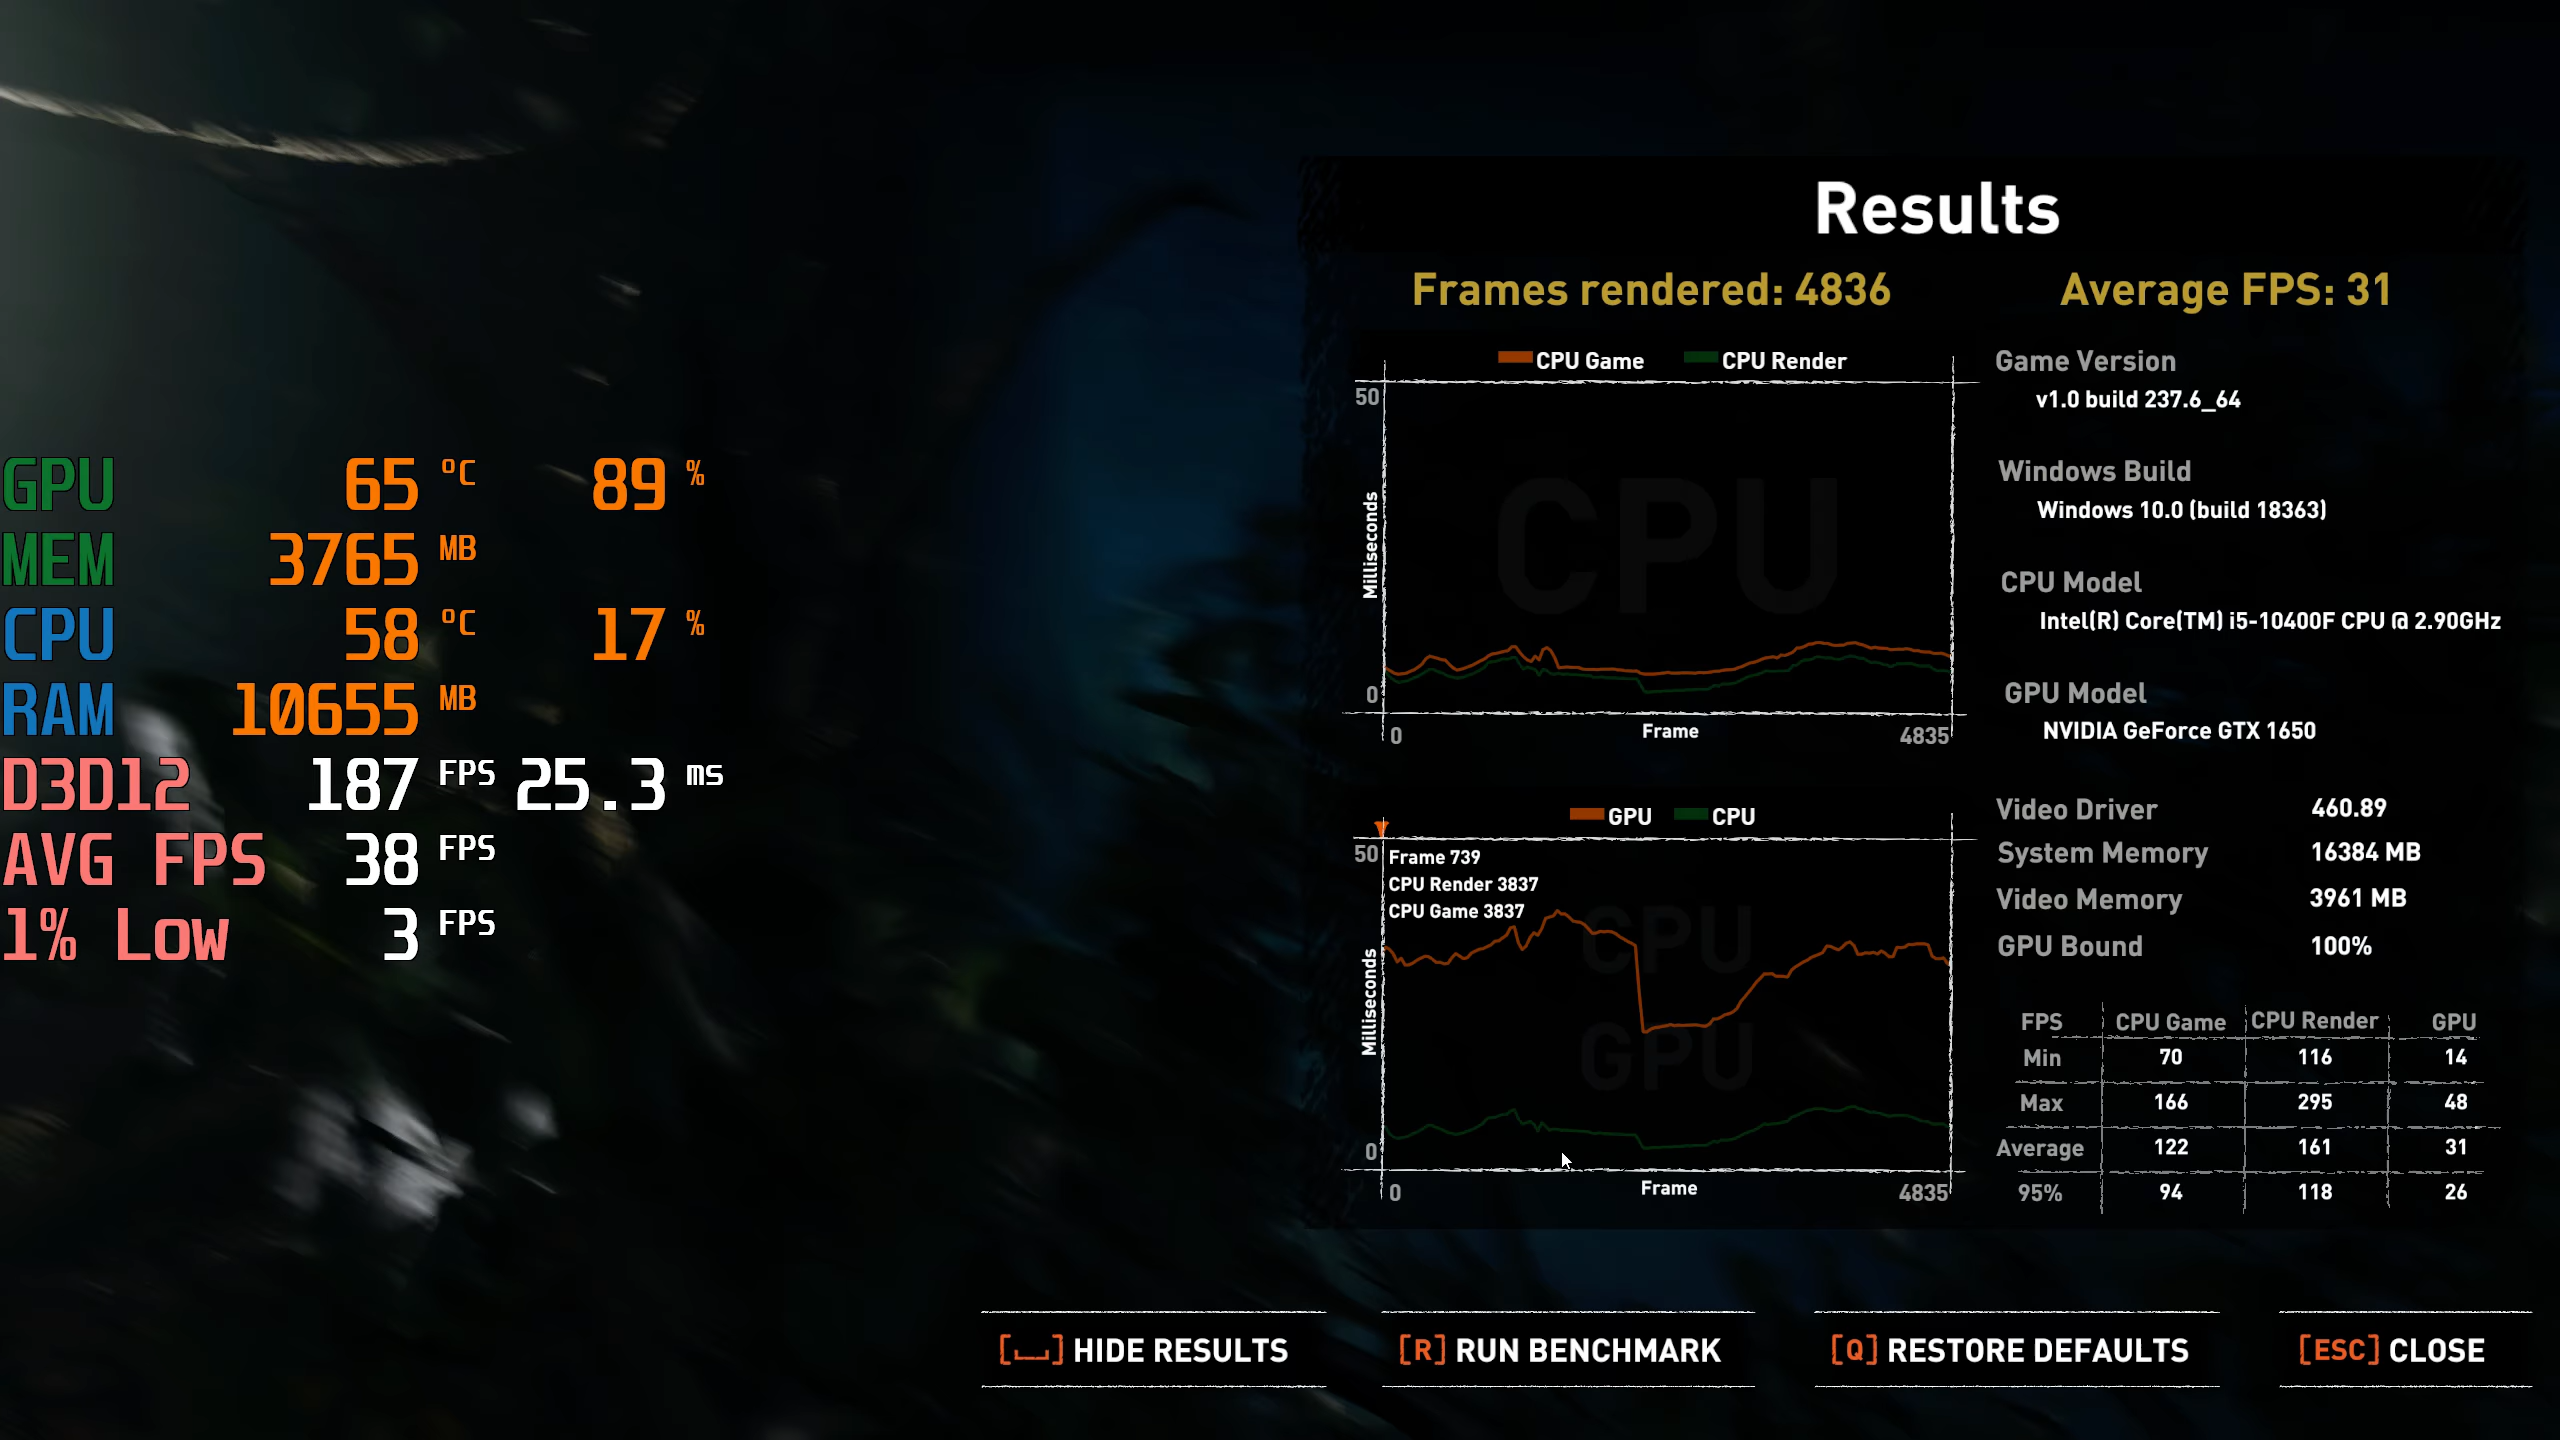 GPU 65 °C 89 %
MEM 3765 MB
CPU 58 °C 17 %
RAM 10655 MB
D3D12 187 FPS 25.3 ms
AVG FPS 38 FPS
1% Low 3 FPS
Results
Frames rendered: 4836 Average FPS: 31
CPU Game CPU Render
50
CPU
Milliseconds
0
0 Frame 4835
GPU CPU
50
Frame 739
CPU Render 3837
CPU Game 3837
CPU
GPU
Milliseconds
0
0 Frame 4835
Game Version
v1.0 build 237.6_64
Windows Build
Windows 10.0 (build 18363)
CPU Model
Intel(R) Core(TM) i5-10400F CPU @ 2.90GHz
GPU Model
NVIDIA GeForce GTX 1650
Video Driver 460.89
System Memory 16384 MB
Video Memory 3961 MB
GPU Bound 100%
FPS CPU Game CPU Render GPU
Min 70 116 14
Max 166 295 48
Average 122 161 31
95% 94 118 26
[⎵] HIDE RESULTS [R] RUN BENCHMARK [Q] RESTORE DEFAULTS [ESC] CLOSE